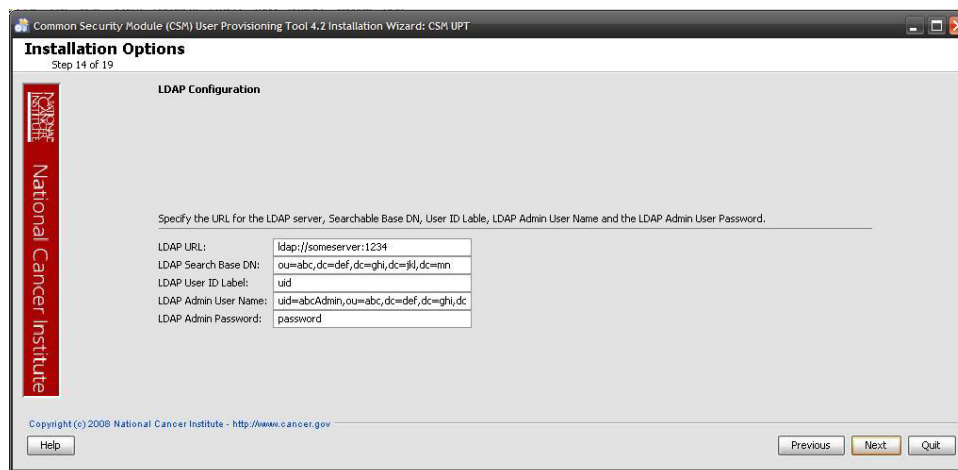 Common Security Module (CSM) User Provisioning Tool 4.2 Installation Wizard: CSM UPT
Installation Options
Step 14 of 19
NATIONAL
CANCER
INSTITUTE
National Cancer Institute
LDAP Configuration
Specify the URL for the LDAP server, Searchable Base DN, User ID Lable, LDAP Admin User Name and the LDAP Admin User Password.
LDAP URL: ldap://someserver:1234
LDAP Search Base DN: ou=abc,dc=def,dc=ghi,dc=jkl,dc=mn
LDAP User ID Label: uid
LDAP Admin User Name: uid=abcAdmin,ou=abc,dc=def,dc=ghi,dc
LDAP Admin Password: password
Copyright (c) 2008 National Cancer Institute - http://www.cancer.gov
Help Previous Next Quit